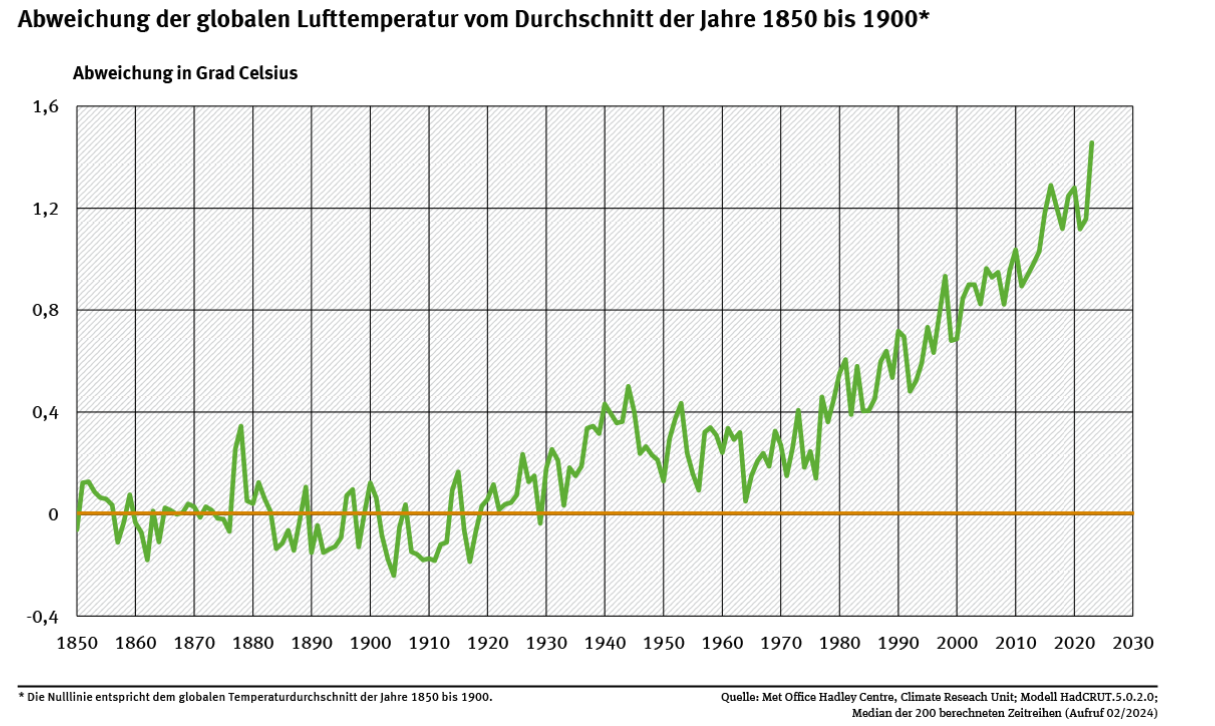 Abweichung der globalen Lufttemperatur vom Durchschnitt der Jahre 1850 bis 1900*
Abweichung in Grad Celsius
1,6
1,2
0,8
0,4
0
-0,4
1850 1860 1870 1880 1890 1900 1910 1920 1930 1940 1950 1960 1970 1980 1990 2000 2010 2020 2030
* Die Nulllinie entspricht dem globalen Temperaturdurchschnitt der Jahre 1850 bis 1900.
Quelle: Met Office Hadley Centre, Climate Reseach Unit; Modell HadCRUT.5.0.2.0;
Median der 200 berechneten Zeitreihen (Aufruf 02/2024)